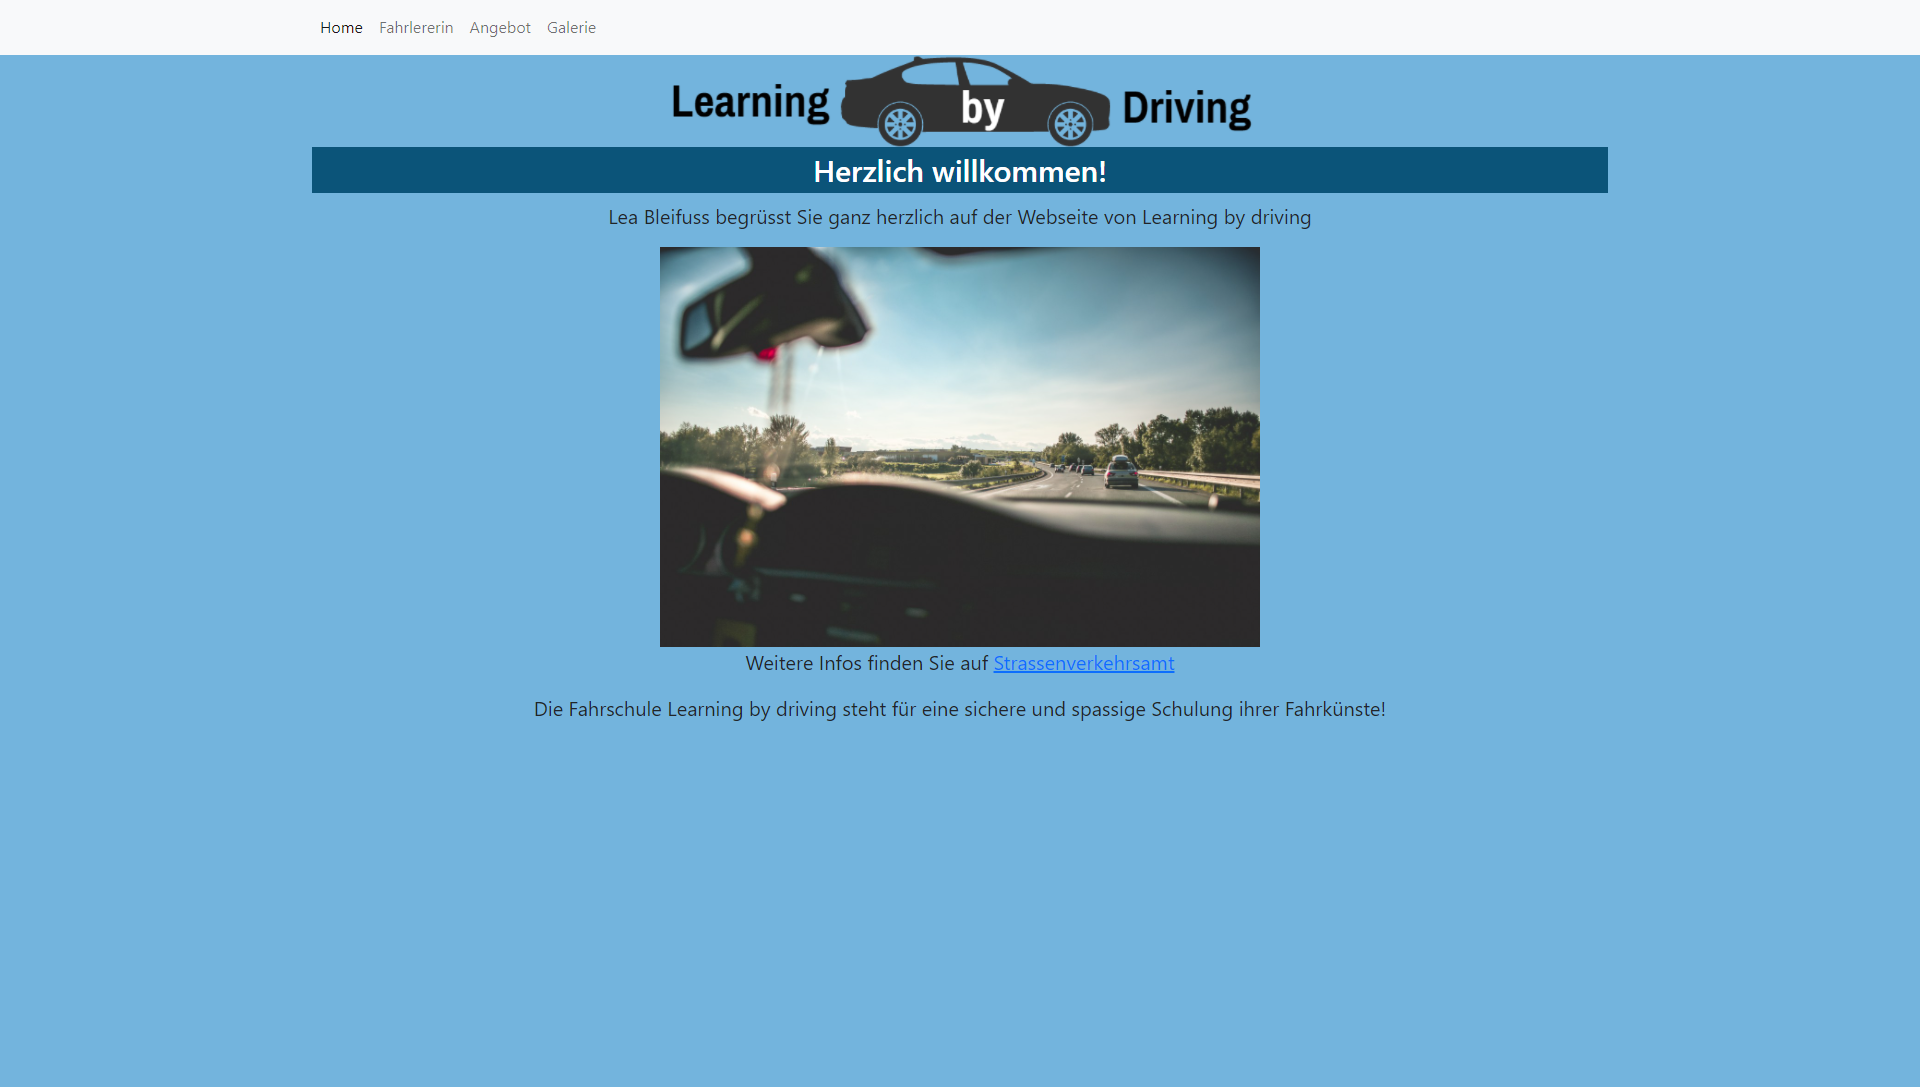 Home Fahrlererin Angebot Galerie
Learning by Driving
Herzlich willkommen!
Lea Bleifuss begrüsst Sie ganz herzlich auf der Webseite von Learning by driving
Weitere Infos finden Sie auf Strassenverkehrsamt
Die Fahrschule Learning by driving steht für eine sichere und spassige Schulung ihrer Fahrkünste!